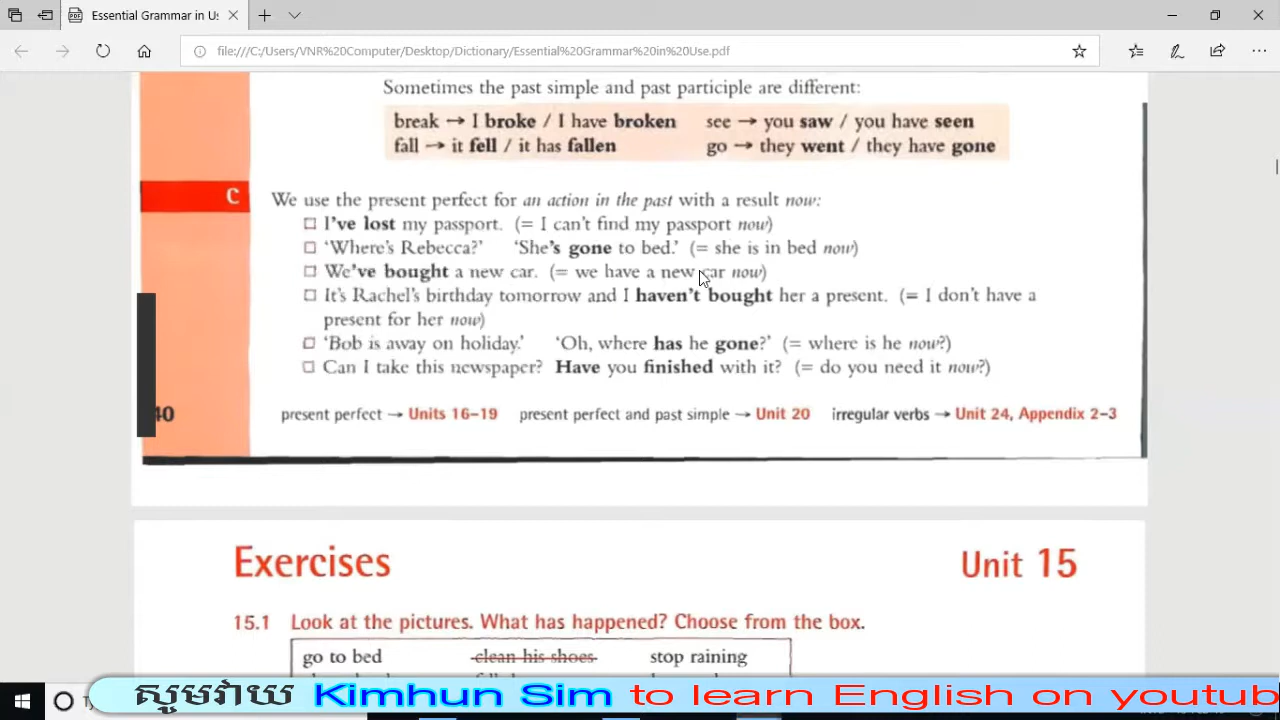 Essential Grammar in Us
file:///C:/Users/VNR%20Computer/Desktop/Dictionary/Essential%20Grammar%20in%20Use.pdf
Sometimes the past simple and past participle are different:
break → I broke / I have broken see → you saw / you have seen
fall → it fell / it has fallen go → they went / they have gone
C
We use the present perfect for an action in the past with a result now:
I've lost my passport. (= I can't find my passport now)
'Where's Rebecca?' 'She's gone to bed.' (= she is in bed now)
We've bought a new car. (= we have a new car now)
It's Rachel's birthday tomorrow and I haven't bought her a present. (= I don't have a
present for her now)
'Bob is away on holiday.' 'Oh, where has he gone?' (= where is he now?)
Can I take this newspaper? Have you finished with it? (= do you need it now?)
40 present perfect → Units 16–19 present perfect and past simple → Unit 20 irregular verbs → Unit 24, Appendix 2–3
Exercises Unit 15
15.1 Look at the pictures. What has happened? Choose from the box.
go to bed clean his shoes stop raining
សូមវាយ Kimhun Sim to learn English on youtub